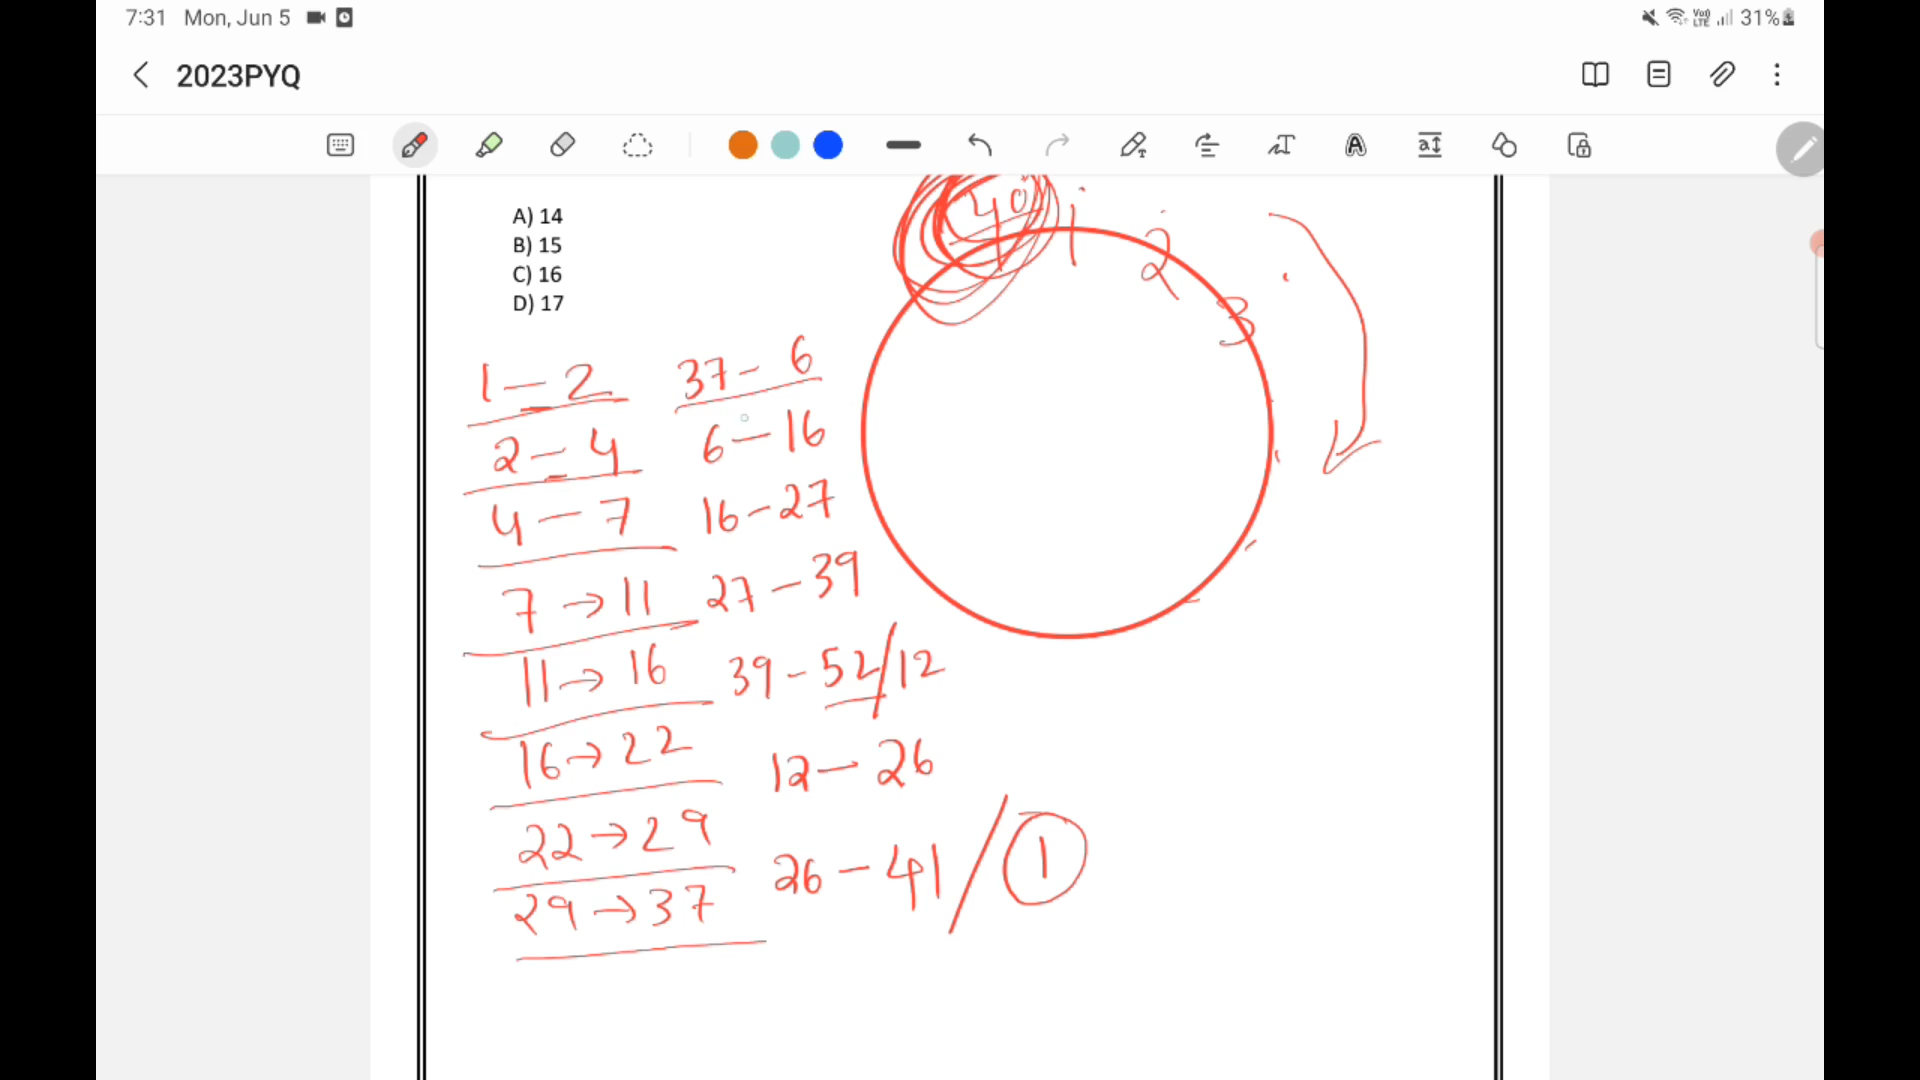 7:31 Mon, Jun 5 31%
2023PYQ
A) 14
B) 15
C) 16
D) 17
40 1 2 3
1 — 2
2 — 4
4 — 7
7 → 11
11 → 16
16 → 22
22 → 29
29 → 37
37 - 6
6 — 16
16 — 27
27 — 39
39 - 52/12
12 — 26
26 — 41 / 1